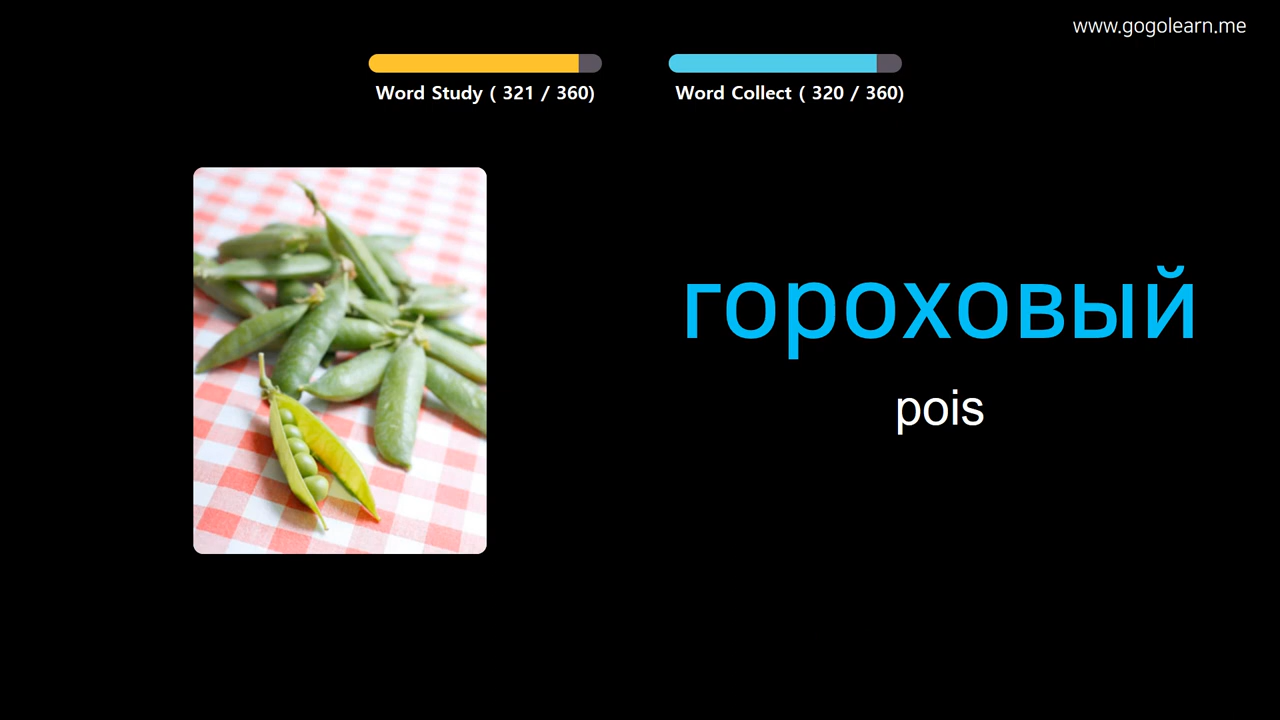 www.gogolearn.me
Word Study ( 321 / 360)
Word Collect ( 320 / 360)
гороховый
pois